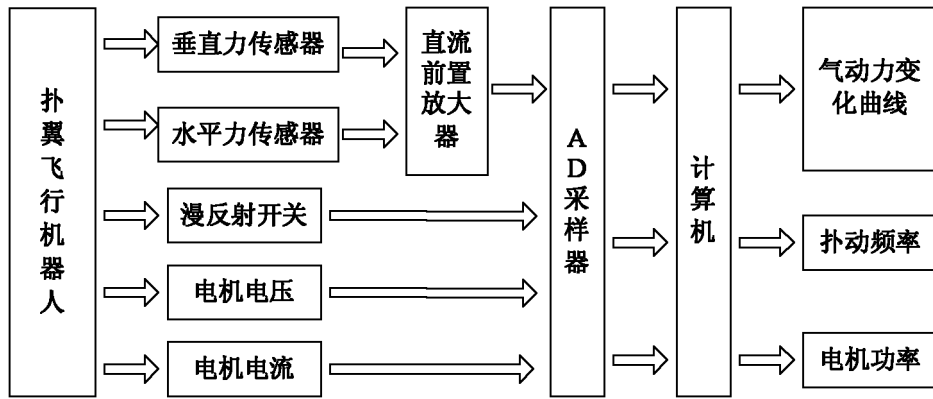 扑翼飞行机器人
垂直力传感器
水平力传感器
漫反射开关
电机电压
电机电流
直流
前置
放大
器
AD采样器
计算机
气动力变
化曲线
扑动频率
电机功率